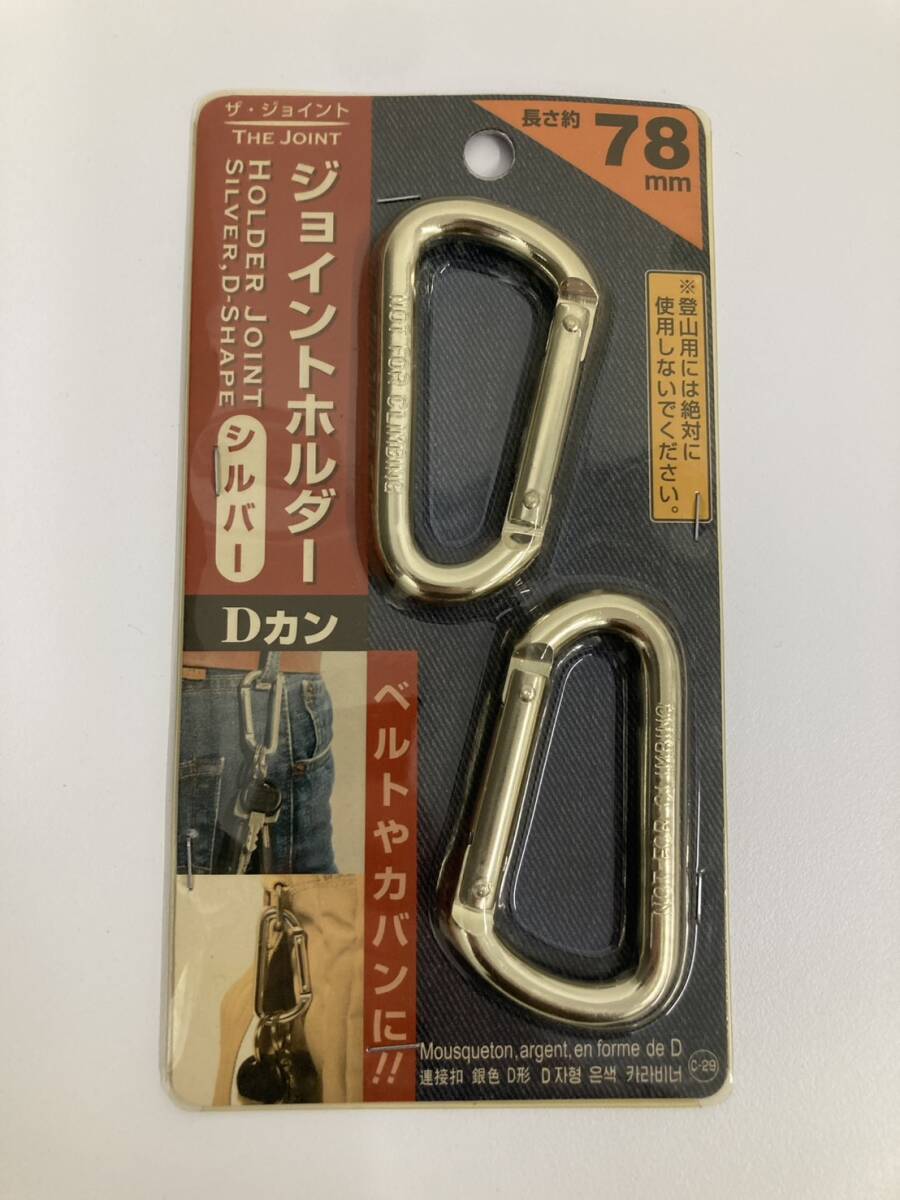 ザ・ジョイント
THE JOINT
ジョイントホルダー
HOLDER JOINT
SILVER, D-SHAPE
シルバー
Dカン
長さ約
78
mm
※登山用には絶対に
使用しないでください。
NOT FOR CLIMBING
NOT FOR CLIMBING
ベルトやカバンに!!
Mousqueton, argent, en forme de D
連接扣 銀色 D形 D 자형 은색 카라비너
C-29